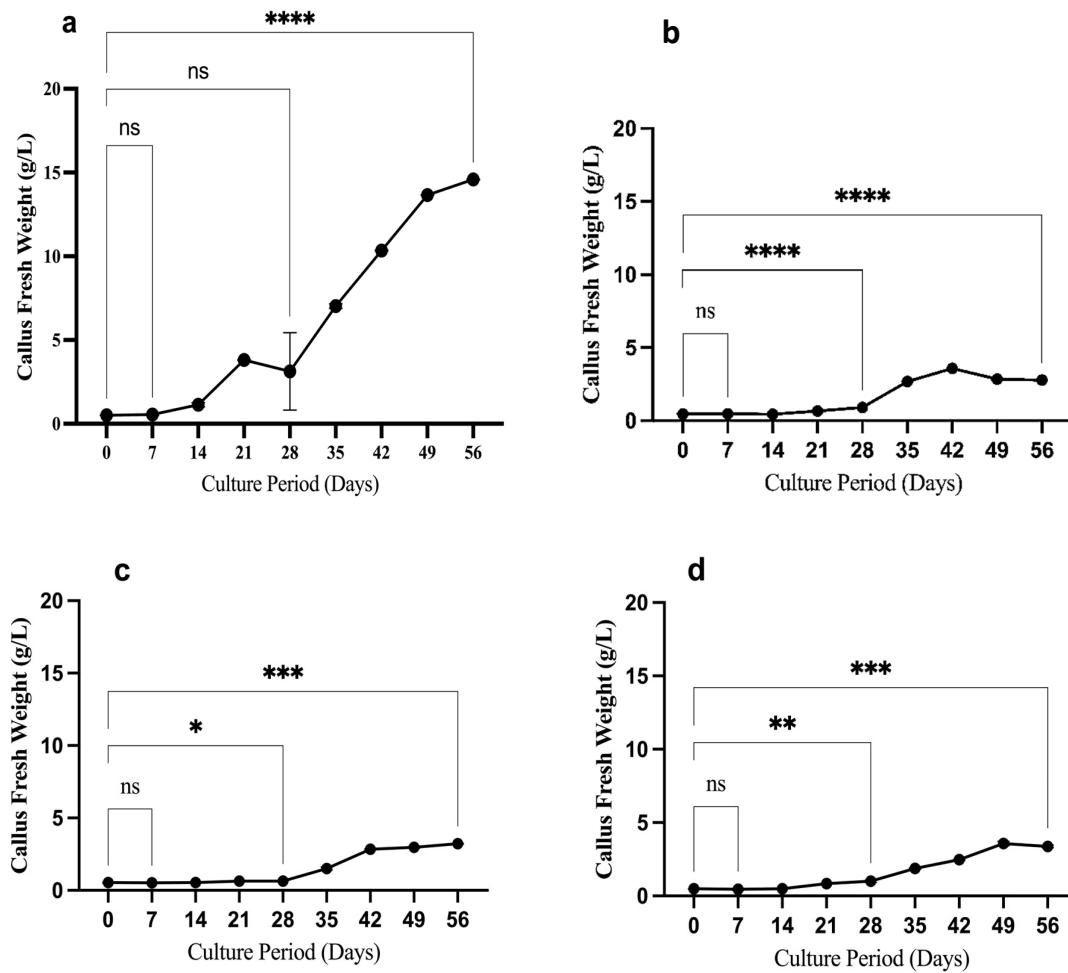 a
****
ns
ns
20
15
10
5
0
Callus Fresh Weight (g/L)
0 7 14 21 28 35 42 49 56
Culture Period (Days)
b
****
****
ns
20
15
10
5
0
Callus Fresh Weight (g/L)
0 7 14 21 28 35 42 49 56
Culture Period (Days)
c
***
*
ns
20
15
10
5
0
Callus Fresh Weight (g/L)
0 7 14 21 28 35 42 49 56
Culture Period (Days)
d
***
**
ns
20
15
10
5
0
Callus Fresh Weight (g/L)
0 7 14 21 28 35 42 49 56
Culture Period (Days)